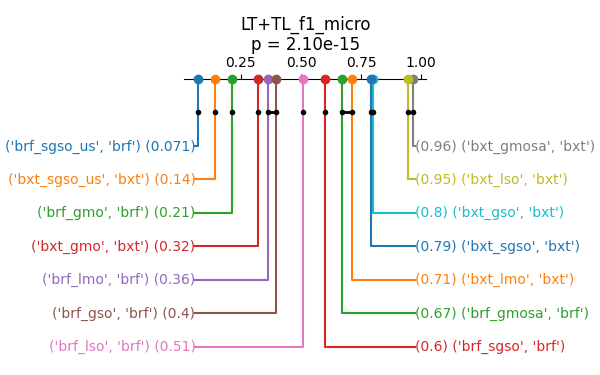 LT+TL_f1_micro
p = 2.10e-15
0.25 0.50 0.75 1.00
('brf_sgso_us', 'brf') (0.071) (0.96) ('bxt_gmosa', 'bxt')
('bxt_sgso_us', 'bxt') (0.14) (0.95) ('bxt_lso', 'bxt')
('brf_gmo', 'brf') (0.21) (0.8) ('bxt_gso', 'bxt')
('bxt_gmo', 'bxt') (0.32) (0.79) ('bxt_sgso', 'bxt')
('brf_lmo', 'brf') (0.36) (0.71) ('bxt_lmo', 'bxt')
('brf_gso', 'brf') (0.4) (0.67) ('brf_gmosa', 'brf')
('brf_lso', 'brf') (0.51) (0.6) ('brf_sgso', 'brf')